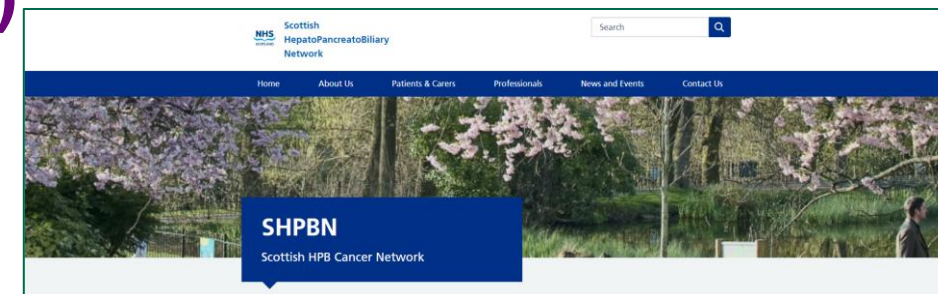 )
Scottish
HepatoPancreatoBiliary
Network
NHS
SCOTLAND
Search
Home About Us Patients & Carers Professionals News and Events Contact Us
SHPBN
Scottish HPB Cancer Network